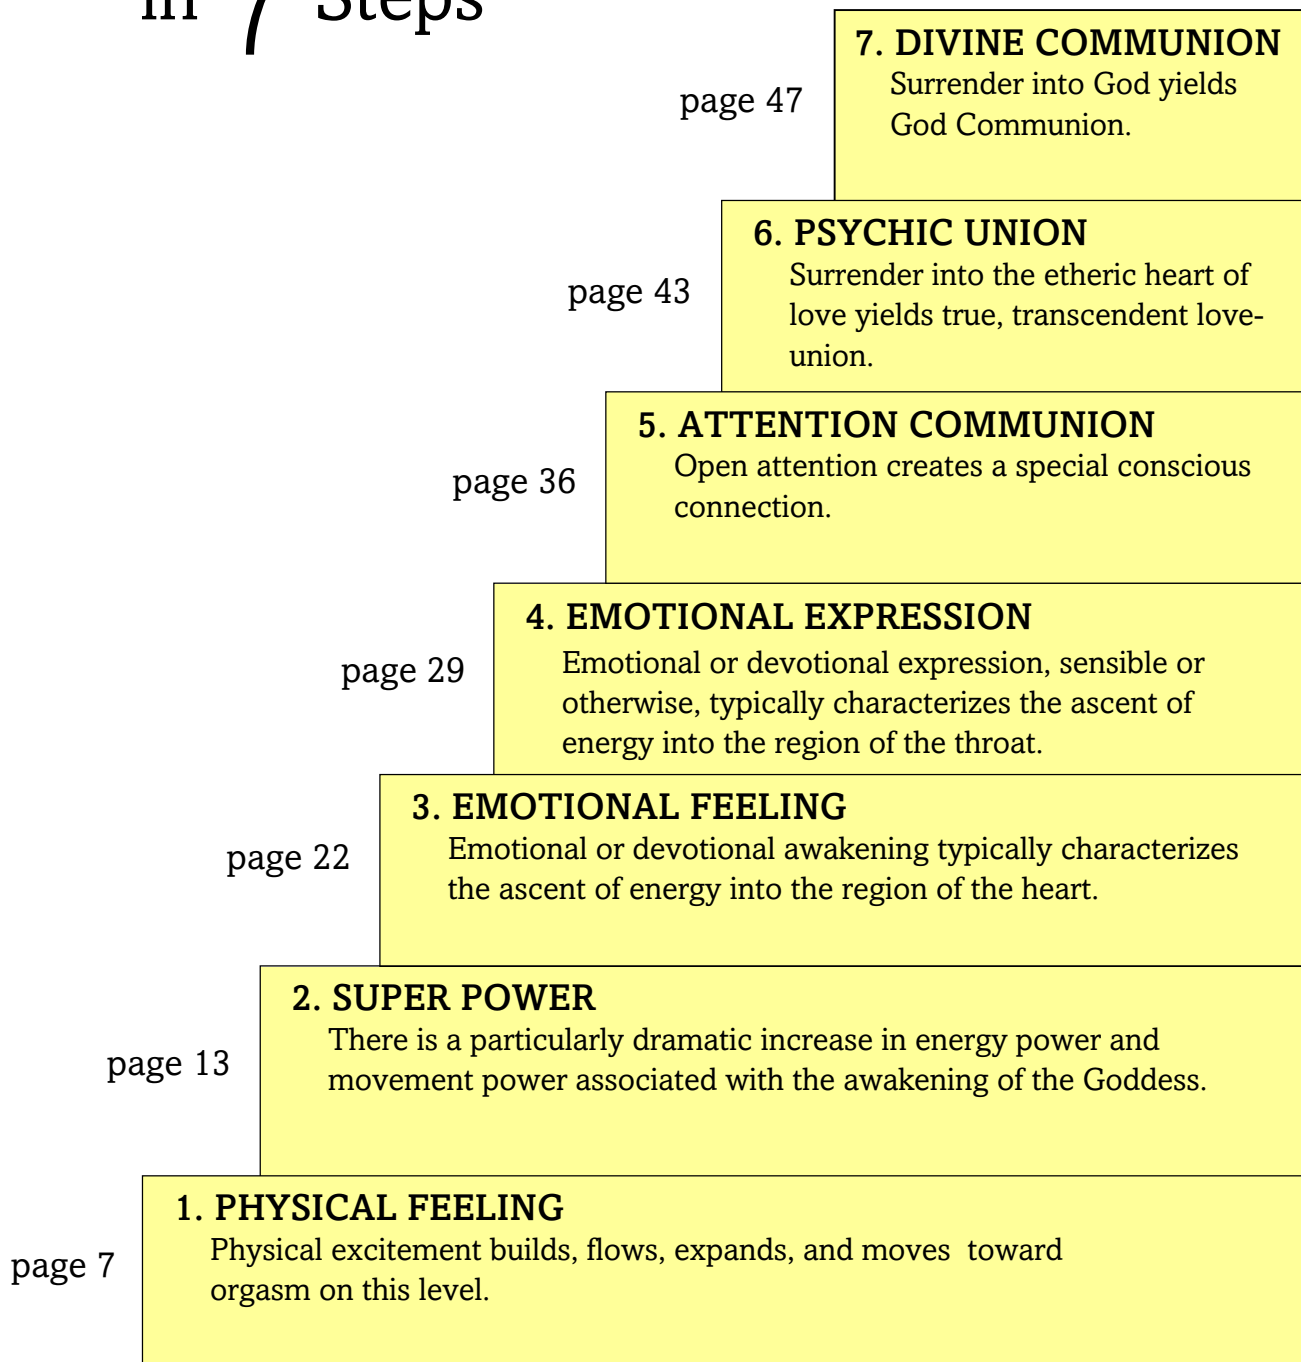 in 7 Steps
7. DIVINE COMMUNION
Surrender into God yields
God Communion.
page 47
6. PSYCHIC UNION
Surrender into the etheric heart of
love yields true, transcendent love-
union.
page 43
5. ATTENTION COMMUNION
Open attention creates a special conscious
connection.
page 36
4. EMOTIONAL EXPRESSION
Emotional or devotional expression, sensible or
otherwise, typically characterizes the ascent of
energy into the region of the throat.
page 29
3. EMOTIONAL FEELING
Emotional or devotional awakening typically characterizes
the ascent of energy into the region of the heart.
page 22
2. SUPER POWER
There is a particularly dramatic increase in energy power and
movement power associated with the awakening of the Goddess.
page 13
1. PHYSICAL FEELING
Physical excitement builds, flows, expands, and moves  toward
orgasm on this level.
page 7